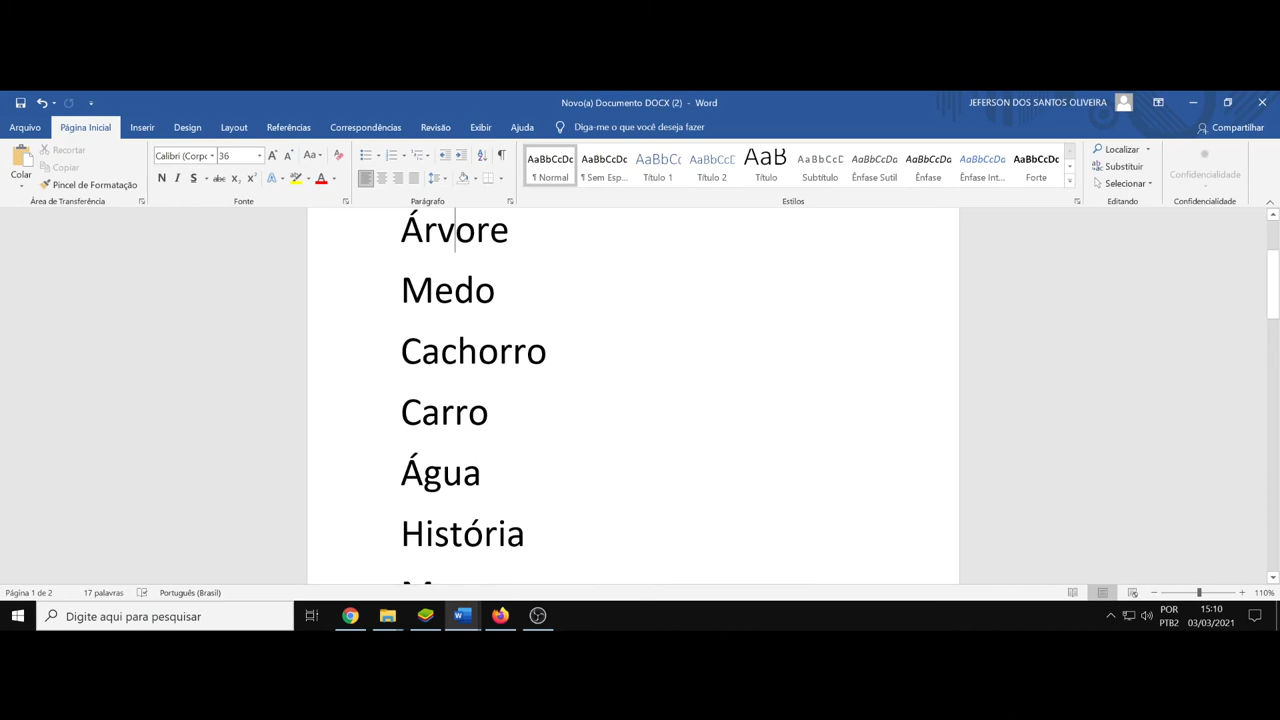 Novo(a) Documento DOCX (2) - Word
JEFERSON DOS SANTOS OLIVEIRA
Arquivo Página Inicial Inserir Design Layout Referências Correspondências Revisão Exibir Ajuda Diga-me o que você deseja fazer Compartilhar
Colar
Recortar
Copiar
Pincel de Formatação
Área de Transferência
Calibri (Corpo 36
Fonte
Parágrafo
AaBbCcDc AaBbCcDc AaBbCc AaBbCcD AaB AaBbCcD AaBbCcDa AaBbCcDa AaBbCcDa AaBbCcDc
¶ Normal ¶ Sem Esp... Título 1 Título 2 Título Subtítulo Ênfase Sutil Ênfase Ênfase Int... Forte
Estilos
Localizar
Substituir
Selecionar
Editando
Confidencialidade
Confidencialidade
Árvore
Medo
Cachorro
Carro
Água
História
Página 1 de 2 17 palavras Português (Brasil) 110%
Digite aqui para pesquisar
POR
PTB2
15:10
03/03/2021